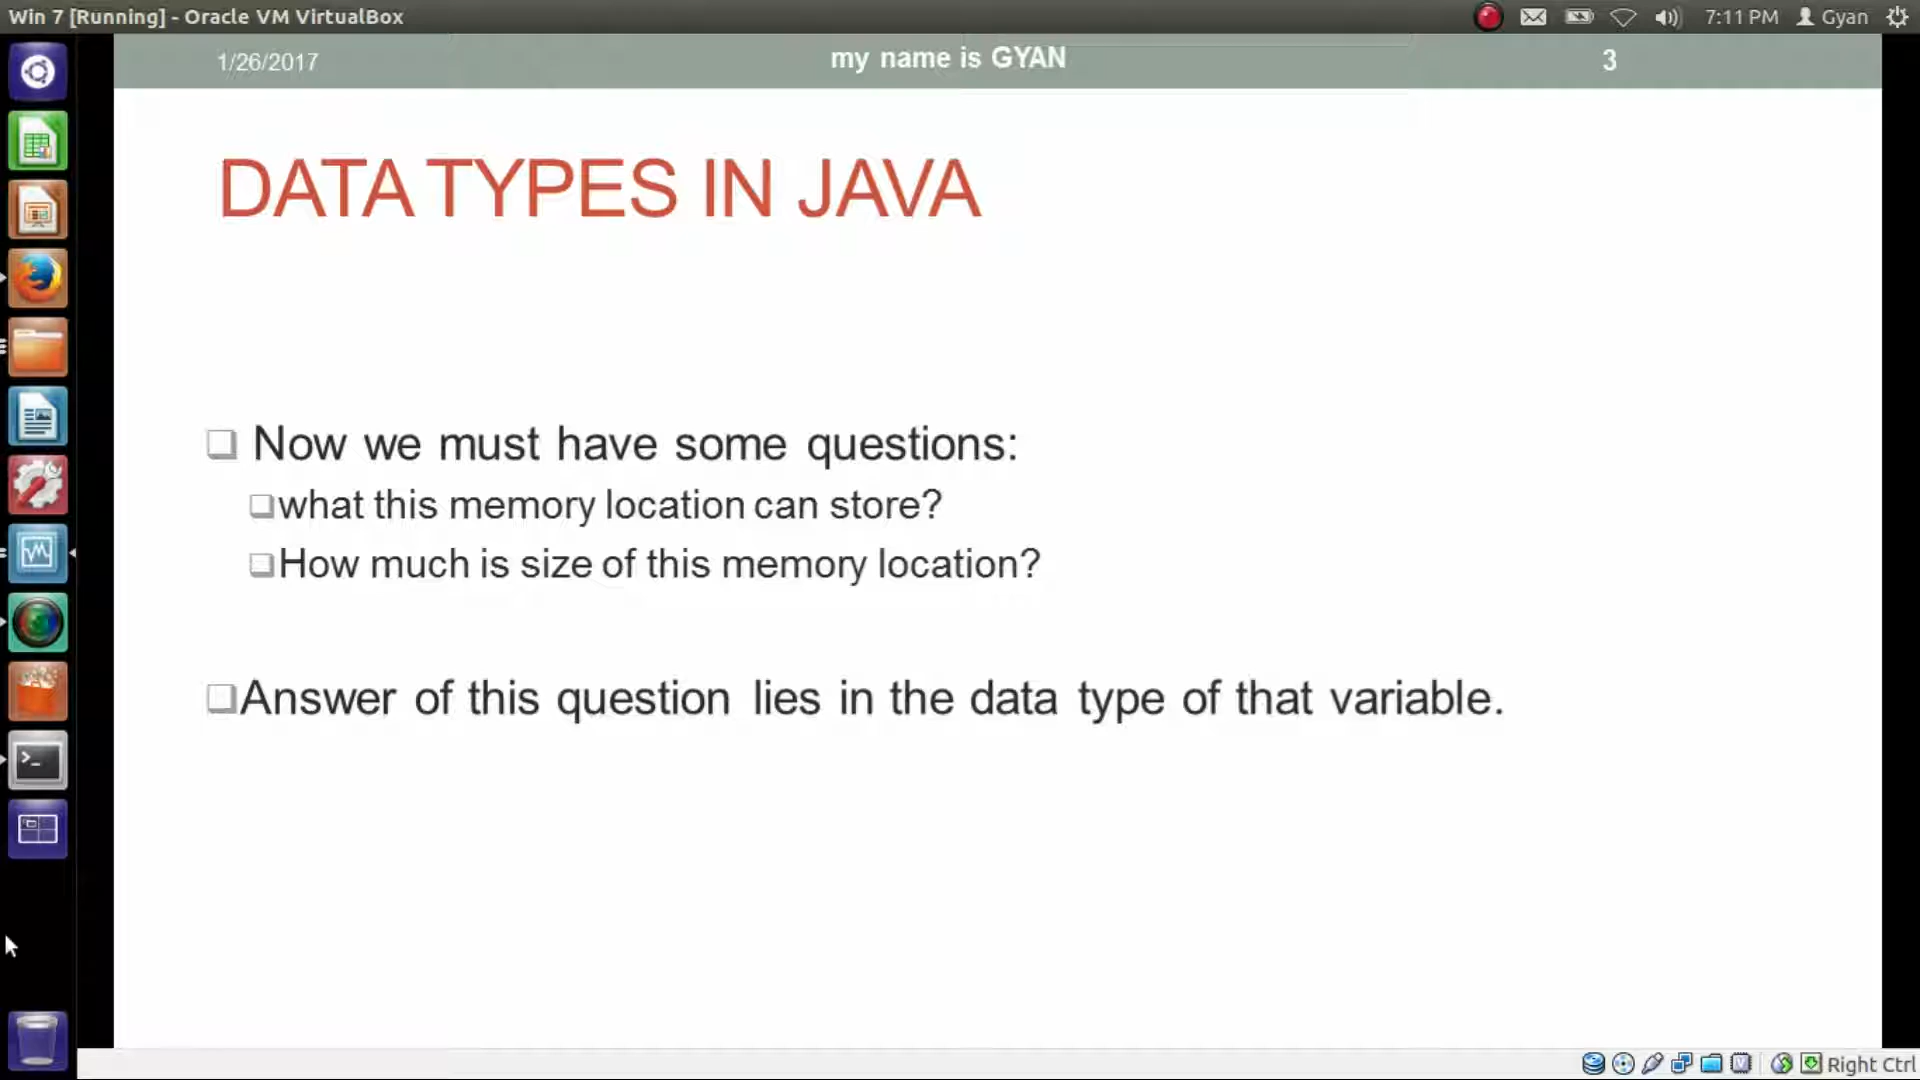 Win 7 [Running] - Oracle VM VirtualBox
7:11 PM Gyan
1/26/2017 my name is GYAN 3
DATA TYPES IN JAVA
Now we must have some questions:
what this memory location can store?
How much is size of this memory location?
Answer of this question lies in the data type of that variable.
Right Ctrl